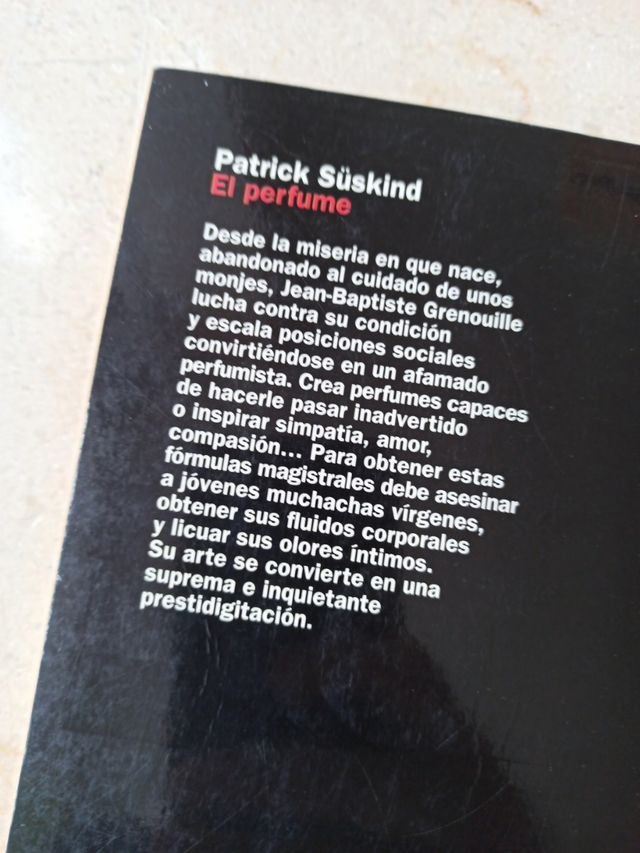 Patrick Süskind
El perfume
Desde la miseria en que nace,
abandonado al cuidado de unos
monjes, Jean-Baptiste Grenouille
lucha contra su condición
y escala posiciones sociales
convirtiéndose en un afamado
perfumista. Crea perfumes capaces
de hacerle pasar inadvertido
o inspirar simpatía, amor,
compasión... Para obtener estas
fórmulas magistrales debe asesinar
a jóvenes muchachas vírgenes,
obtener sus fluidos corporales
y licuar sus olores íntimos.
Su arte se convierte en una
suprema e inquietante
prestidigitación.